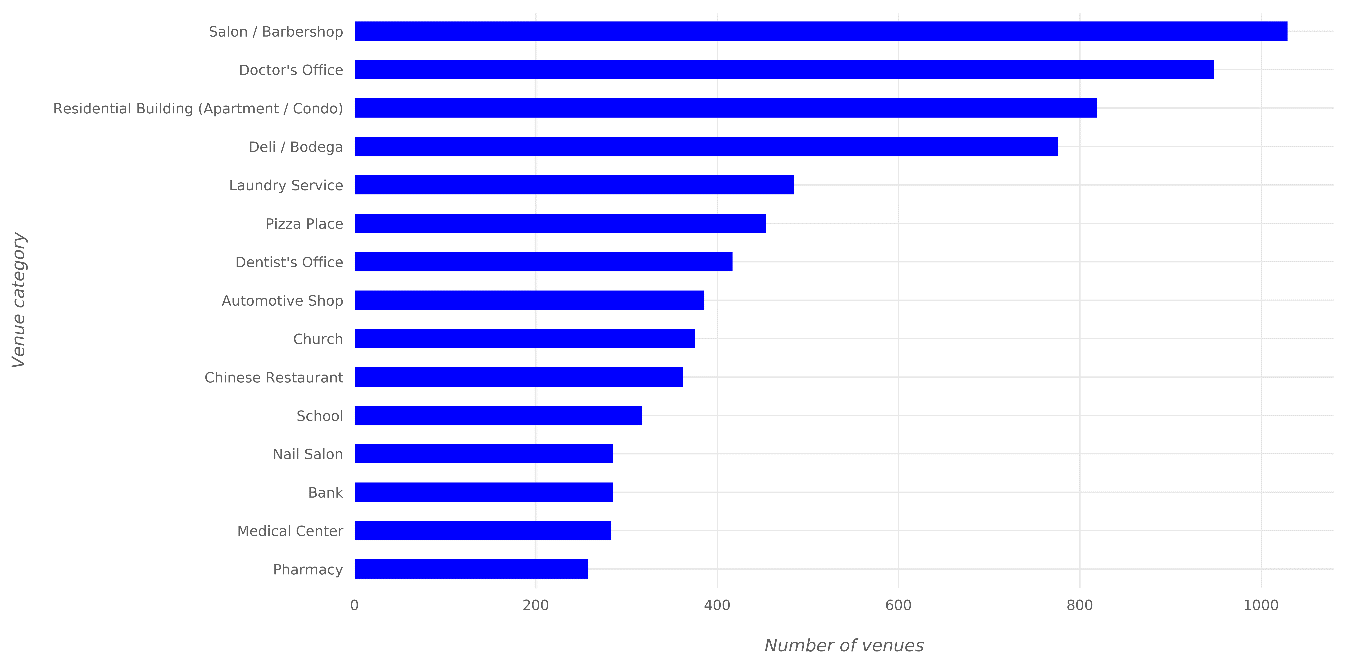 Salon / Barbershop
Doctor's Office
Residential Building (Apartment / Condo)
Deli / Bodega
Laundry Service
Pizza Place
Dentist's Office
Automotive Shop
Church
Chinese Restaurant
School
Nail Salon
Bank
Medical Center
Pharmacy
Venue category
0 200 400 600 800 1000
Number of venues